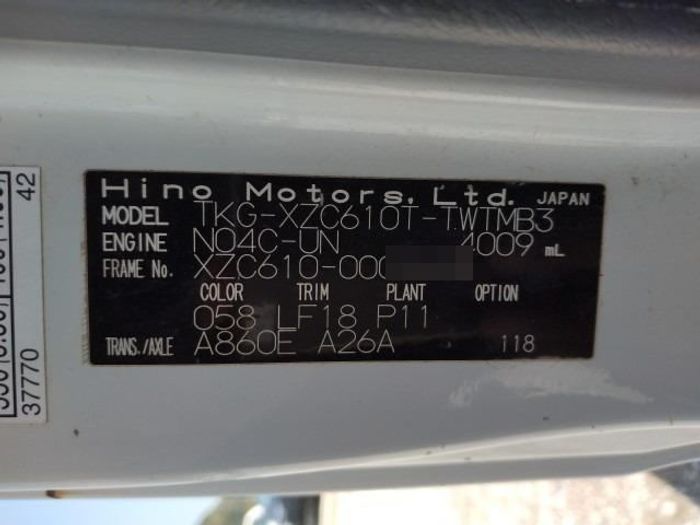 Hino Motors, Ltd. JAPAN
MODEL TKG-XZC610T-TWTMB3
ENGINE N04C-UN 4009 mL
FRAME No. XZC610-000
COLOR TRIM PLANT OPTION
058 LF18 P11
TRANS./AXLE A860E A26A 118
42
37770